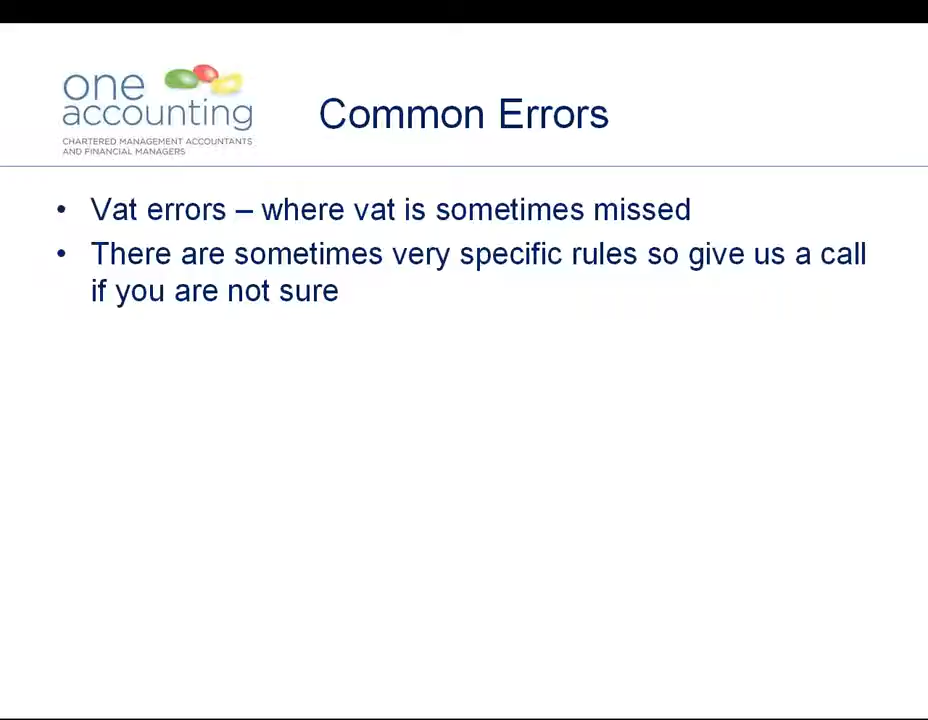 one
accounting
CHARTERED MANAGEMENT ACCOUNTANTS
AND FINANCIAL MANAGERS
Common Errors
• Vat errors – where vat is sometimes missed
• There are sometimes very specific rules so give us a call
if you are not sure